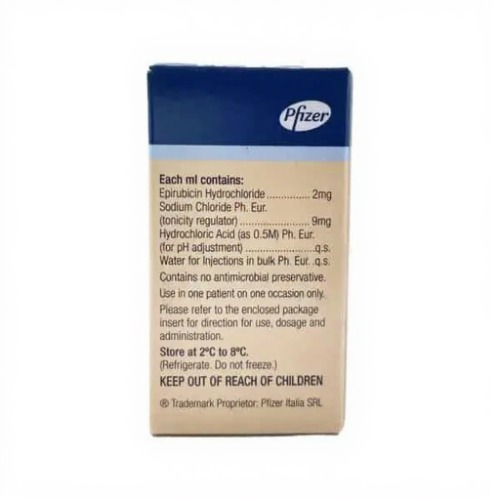 Pfizer
Each ml contains:
Epirubicin Hydrochloride .............. 2mg
Sodium Chloride Ph. Eur.
(tonicity regulator) ...................... 9mg
Hydrochloric Acid (as 0.5M) Ph. Eur.
(for pH adjustment) ......................q.s.
Water for Injections in bulk Ph. Eur. .q.s.
Contains no antimicrobial preservative.
Use in one patient on one occasion only.
Please refer to the enclosed package
insert for direction for use, dosage and
administration.
Store at 2ºC to 8ºC.
(Refrigerate. Do not freeze.)
KEEP OUT OF REACH OF CHILDREN
® Trademark Proprietor: Pfizer Italia SRL